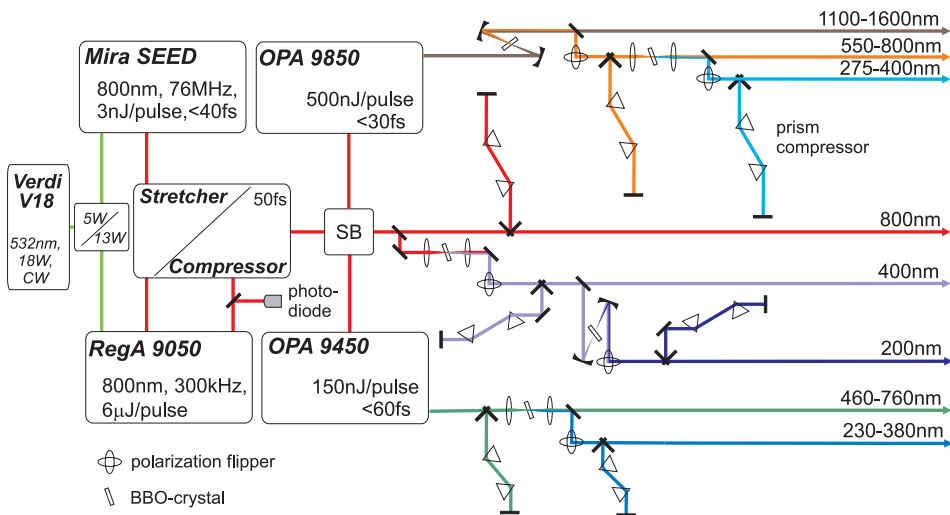 Mira SEED
800nm, 76MHz,
3nJ/pulse,<40fs
OPA 9850
500nJ/pulse
<30fs
1100-1600nm
550-800nm
275-400nm
prism
compressor
Verdi
V18
532nm,
18W,
CW
5W
13W
Stretcher
50fs
Compressor
SB
800nm
photo-
diode
400nm
RegA 9050
800nm, 300kHz,
6µJ/pulse
OPA 9450
150nJ/pulse
<60fs
200nm
460-760nm
230-380nm
polarization flipper
BBO-crystal